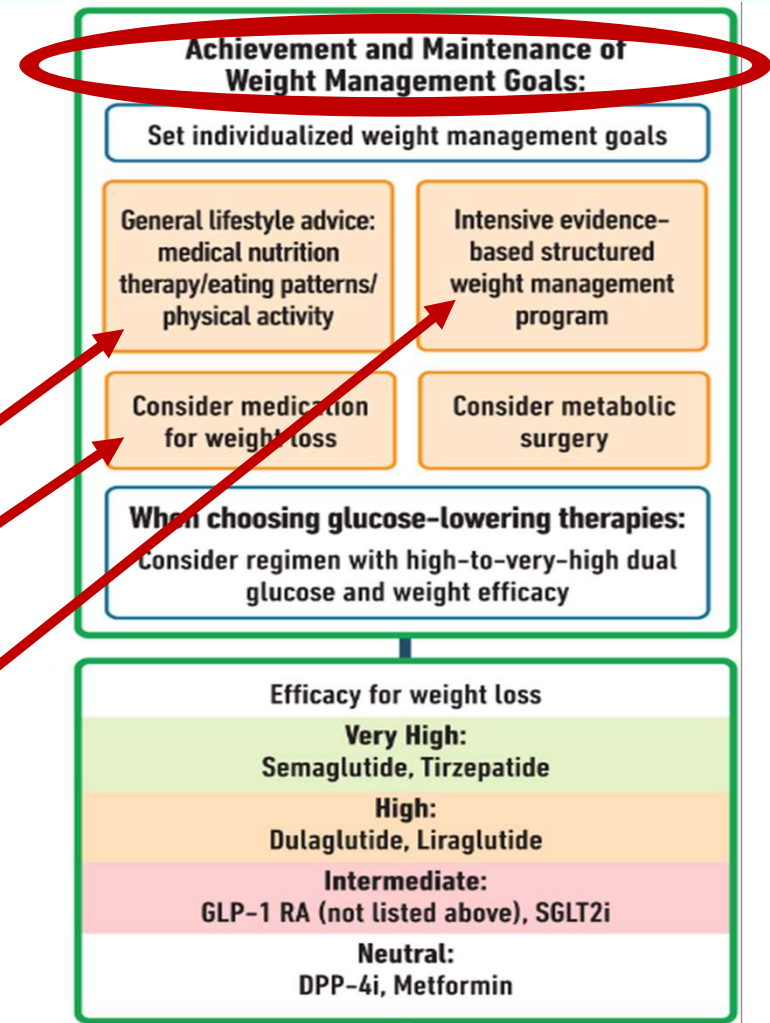 Achievement and Maintenance of
Weight Management Goals:
Set individualized weight management goals
General lifestyle advice:
medical nutrition
therapy/eating patterns/
physical activity
Intensive evidence-
based structured
weight management
program
Consider medication
for weight loss
Consider metabolic
surgery
When choosing glucose-lowering therapies:
Consider regimen with high-to-very-high dual
glucose and weight efficacy
Efficacy for weight loss
Very High:
Semaglutide, Tirzepatide
High:
Dulaglutide, Liraglutide
Intermediate:
GLP-1 RA (not listed above), SGLT2i
Neutral:
DPP-4i, Metformin